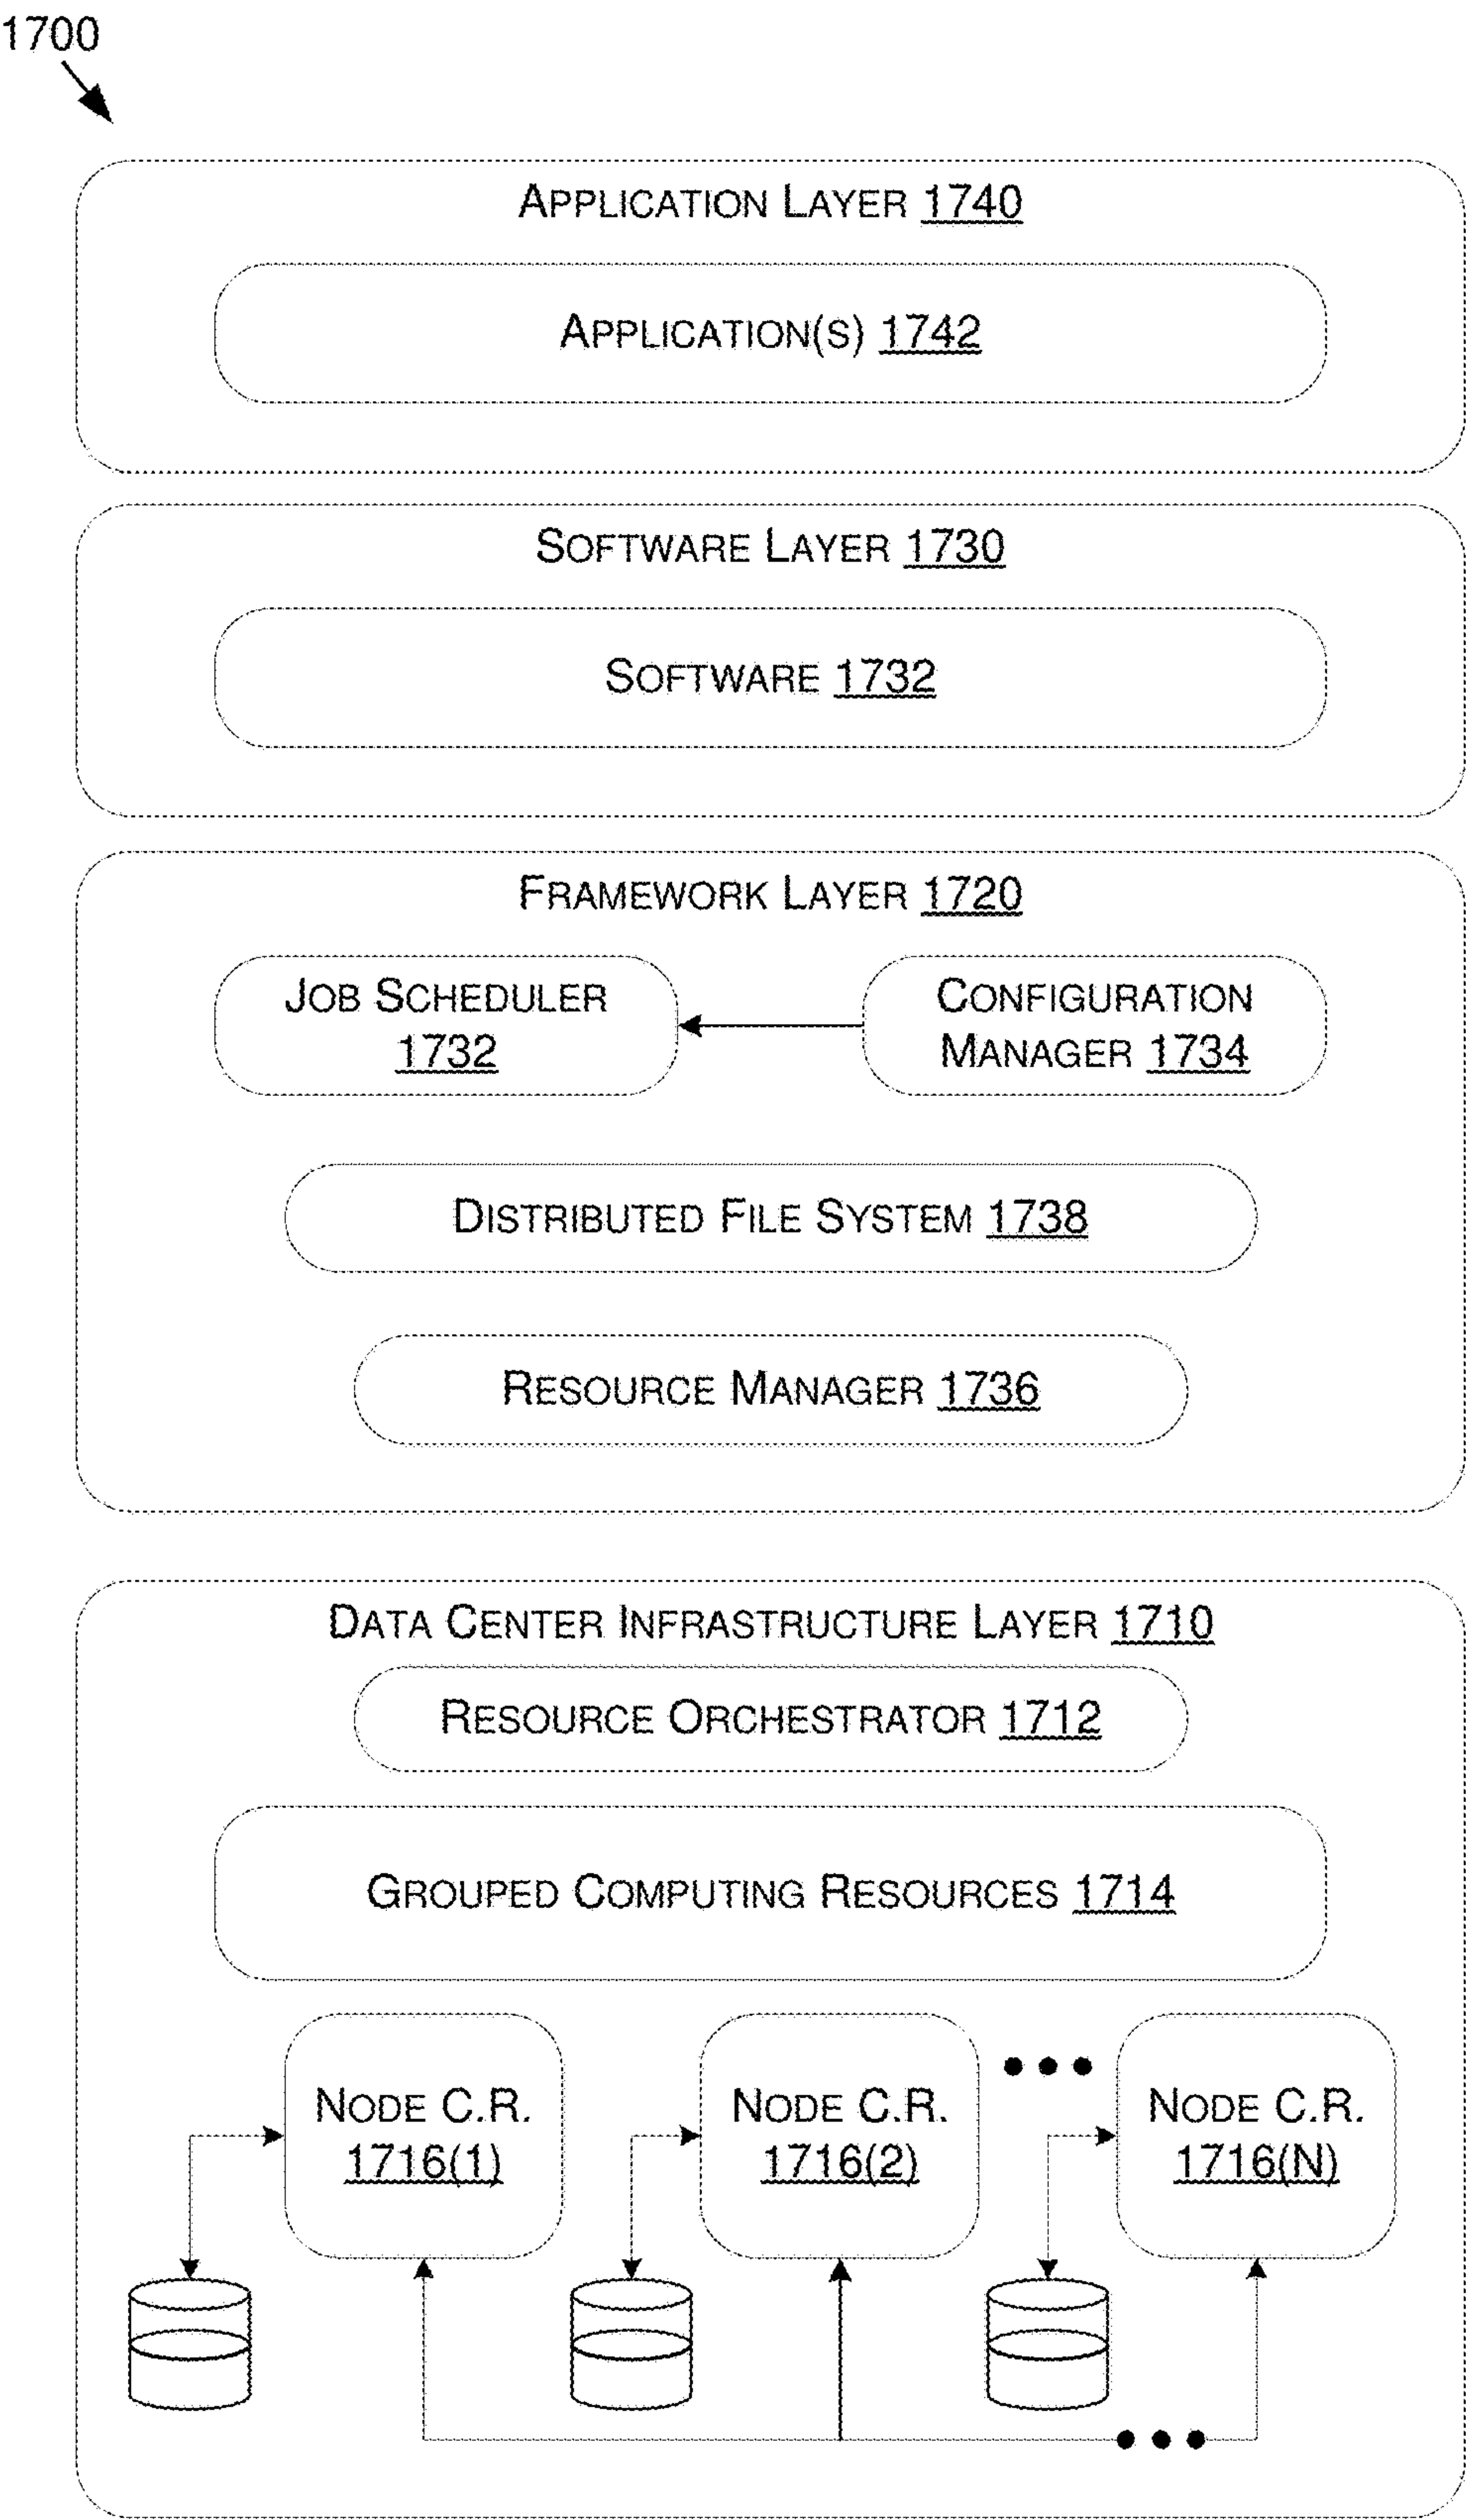 1700
APPLICATION LAYER 1740
APPLICATION(S) 1742
SOFTWARE LAYER 1730
SOFTWARE 1732
FRAMEWORK LAYER 1720
JOB SCHEDULER
1732
CONFIGURATION
MANAGER 1734
DISTRIBUTED FILE SYSTEM 1738
RESOURCE MANAGER 1736
DATA CENTER INFRASTRUCTURE LAYER 1710
RESOURCE ORCHESTRATOR 1712
GROUPED COMPUTING RESOURCES 1714
NODE C.R.
1716(1)
NODE C.R.
1716(2)
NODE C.R.
1716(N)